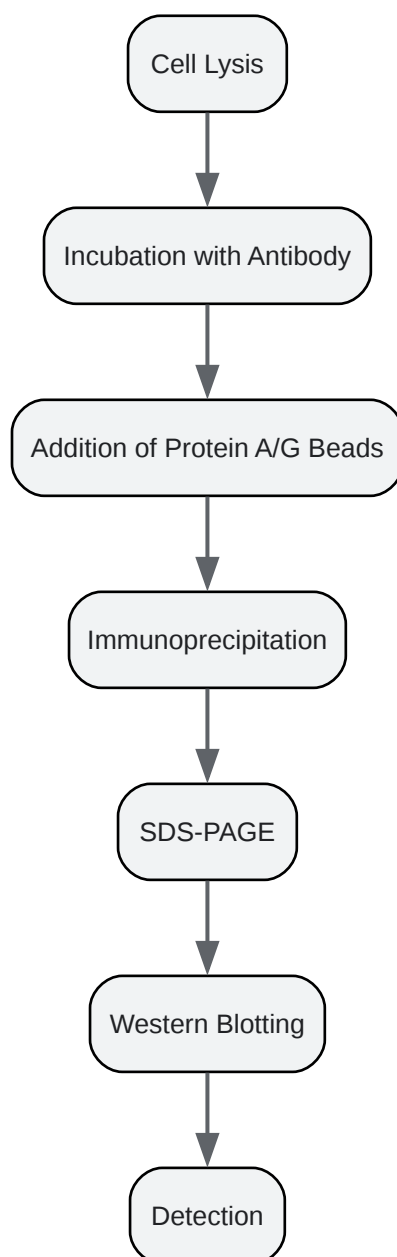 Cell Lysis
Incubation with Antibody
Addition of Protein A/G Beads
Immunoprecipitation
SDS-PAGE
Western Blotting
Detection